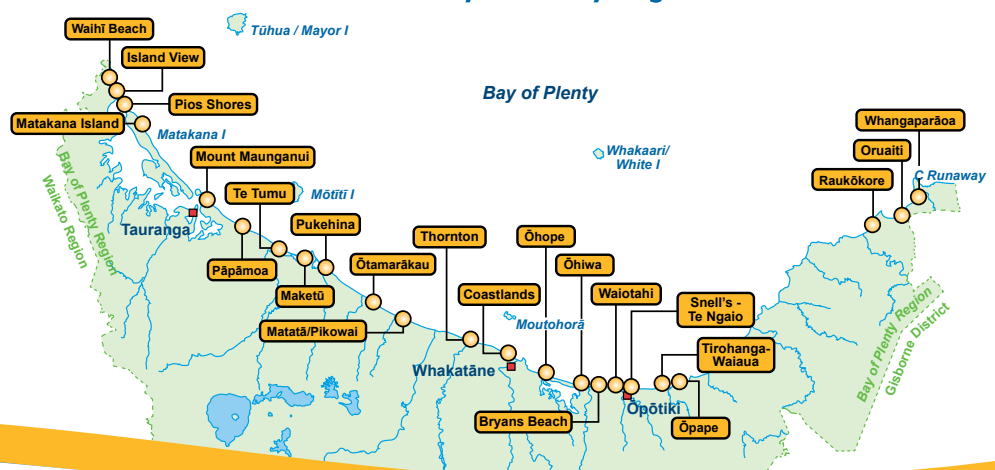 Waihī Beach
Tūhua / Mayor I
Island View
Pios Shores
Bay of Plenty
Matakana Island
Matakana I
Whangaparāoa
Oruaiti
Whakaari/
White I
Mount Maunganui
Raukōkore
C Runaway
Bay of Plenty Region
Waikato Region
Te Tumu
Mōtītī I
Tauranga
Pukehina
Thornton
Ōhope
Pāpāmoa
Ōtamarākau
Ōhiwa
Maketū
Coastlands
Waiotahi
Snell's -
Te Ngaio
Matatā/Pikowai
Moutohorā
Tirohanga-
Waiaua
Bay of Plenty Region
Gisborne District
Whakatāne
Ōpōtiki
Bryans Beach
Ōpape